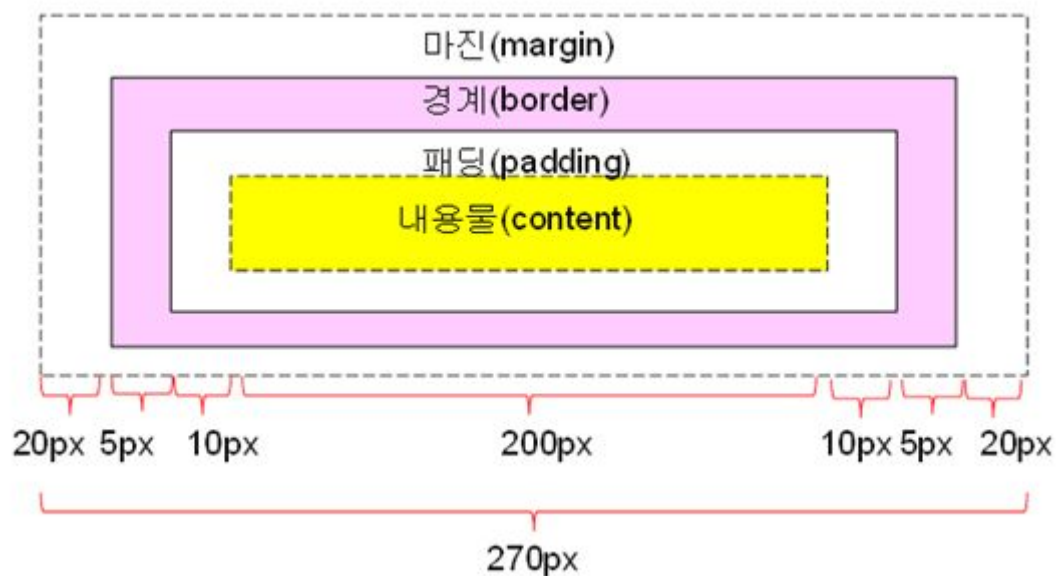 마진(margin)
경계(border)
패딩(padding)
내용물(content)
20px 5px 10px 200px 10px 5px 20px
270px